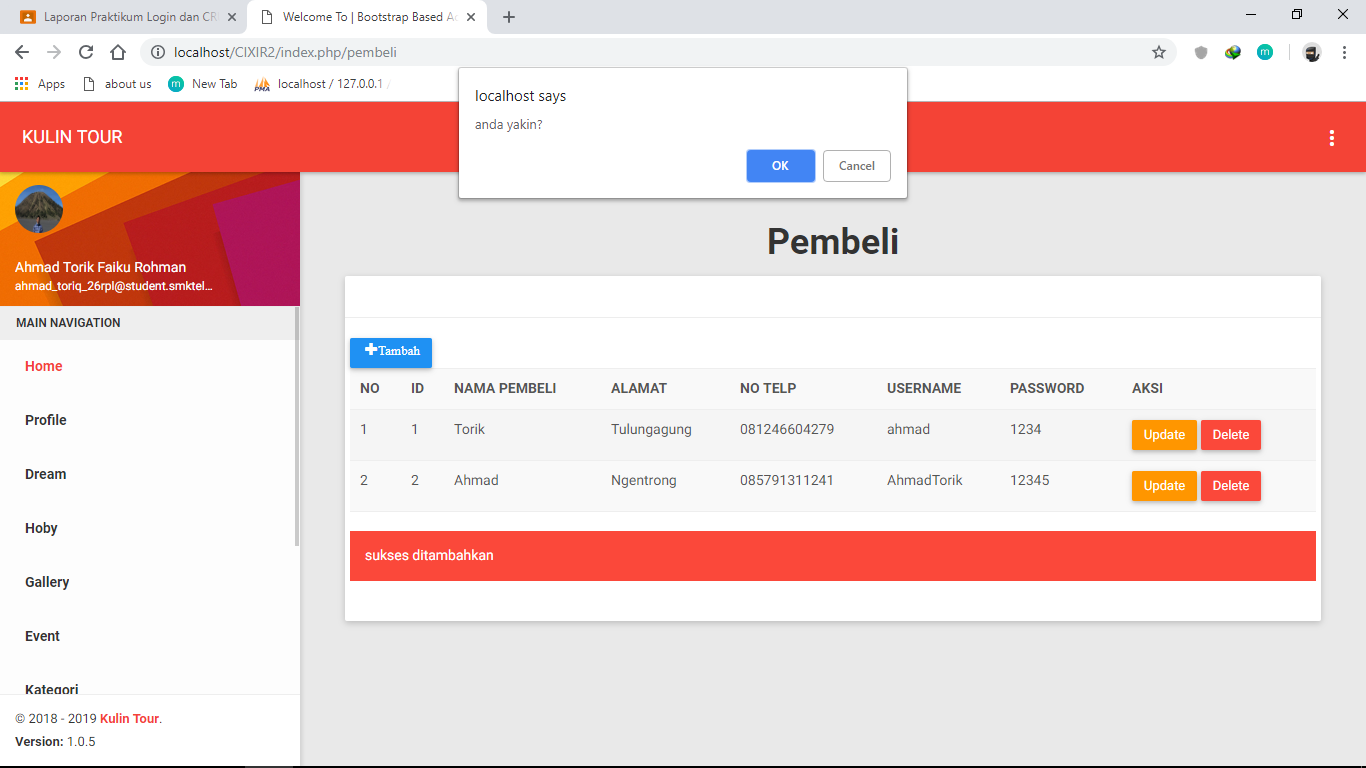 Laporan Praktikum Login dan CR
Welcome To | Bootstrap Based Ad
localhost/CIXIR2/index.php/pembeli
Apps about us New Tab localhost / 127.0.0.1 /
localhost says
anda yakin?
OK Cancel
KULIN TOUR
Ahmad Torik Faiku Rohman
ahmad_toriq_26rpl@student.smktel...
MAIN NAVIGATION
Home
Profile
Dream
Hoby
Gallery
Event
Kategori
© 2018 - 2019 Kulin Tour.
Version: 1.0.5
Pembeli
Tambah
NO ID NAMA PEMBELI ALAMAT NO TELP USERNAME PASSWORD AKSI
1 1 Torik Tulungagung 081246604279 ahmad 1234 Update Delete
2 2 Ahmad Ngentrong 085791311241 AhmadTorik 12345 Update Delete
sukses ditambahkan